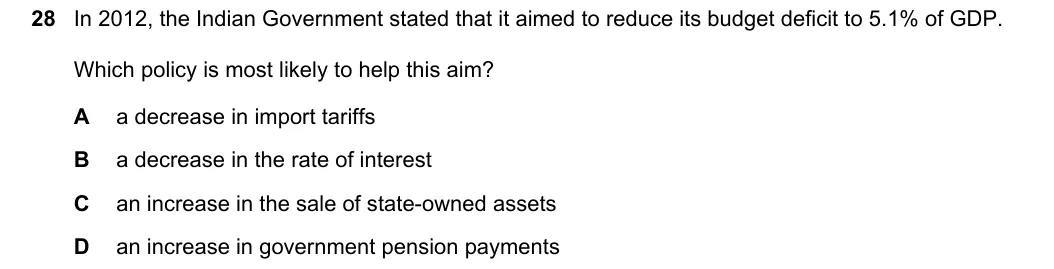 28 In 2012, the Indian Government stated that it aimed to reduce its budget deficit to 5.1% of GDP.
Which policy is most likely to help this aim?
A a decrease in import tariffs
B a decrease in the rate of interest
C an increase in the sale of state-owned assets
D an increase in government pension payments